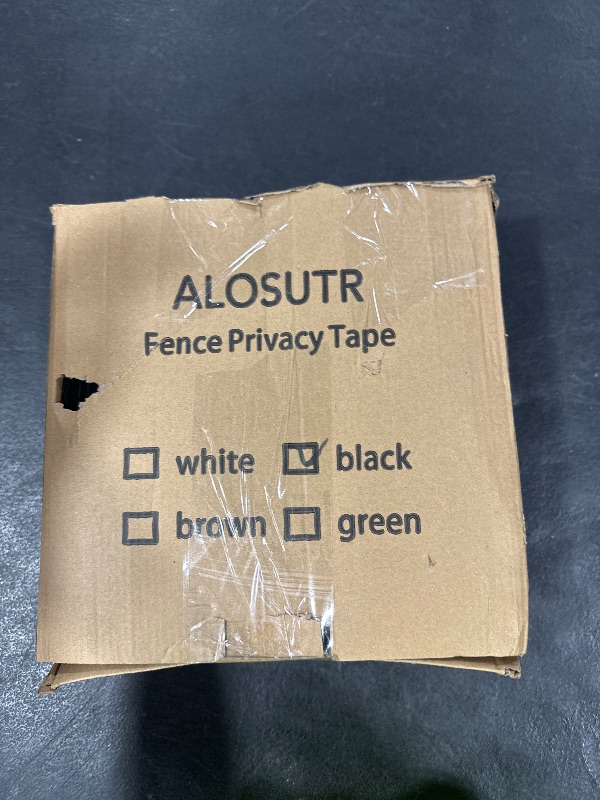 ALOSUTR
Fence Privacy Tape
☐ white ☑ black
☐ brown ☐ green